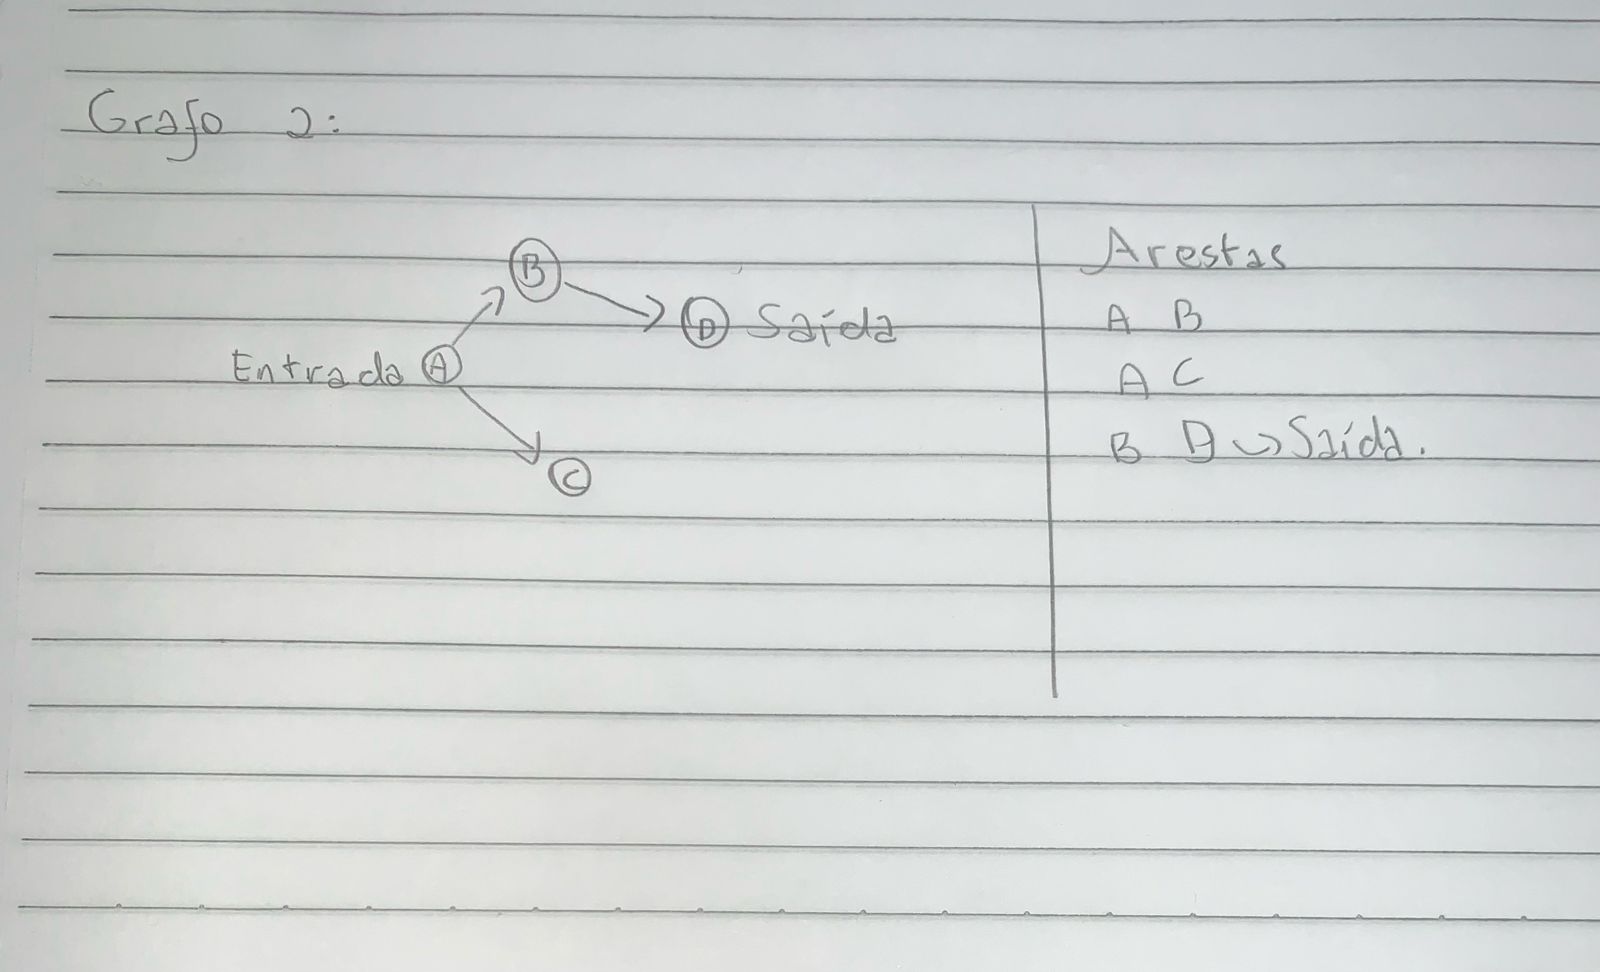 Grafo 2:
B
D Saída
Entrada A
C
Arestas
A B
A C
B D → Saída.